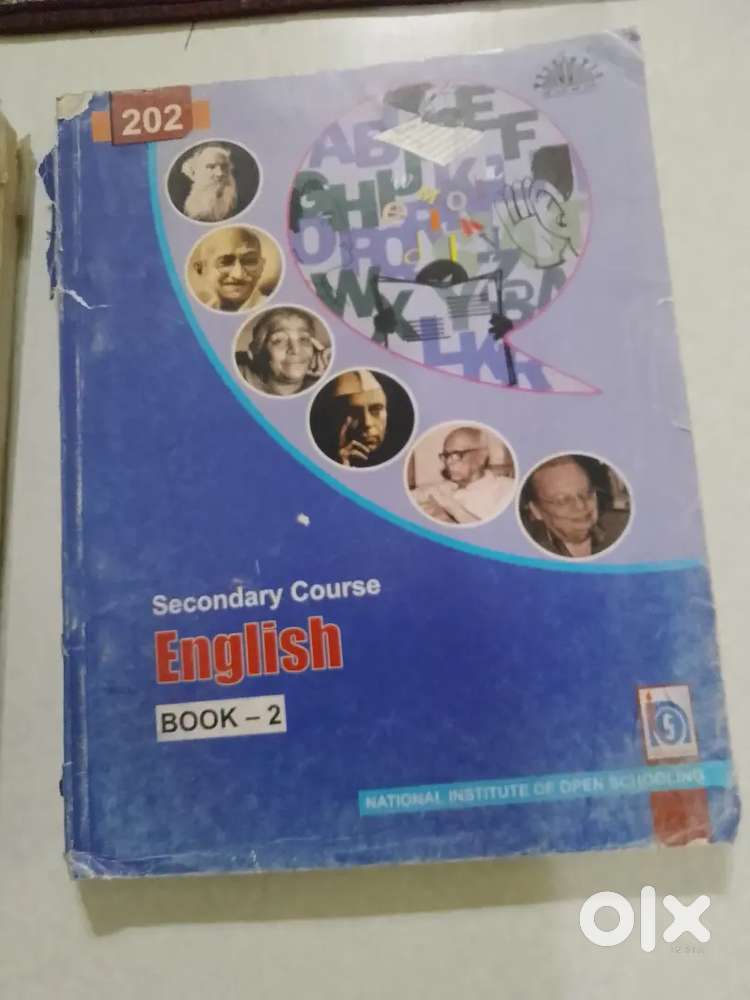 202
Secondary Course
English
BOOK – 2
NATIONAL INSTITUTE OF OPEN SCHOOLING
olx